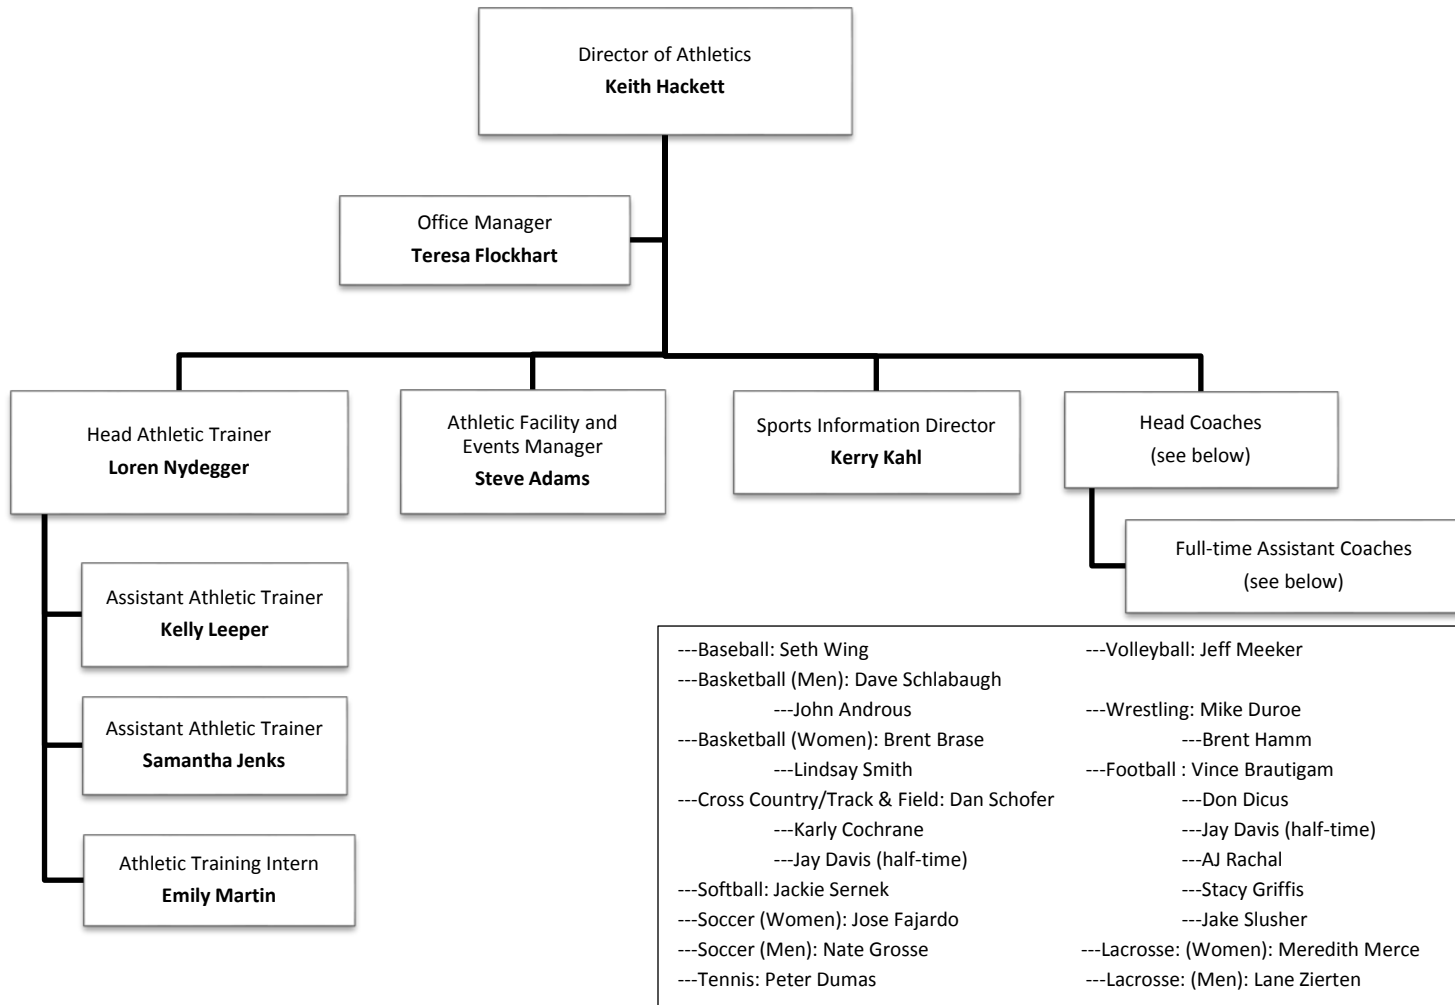 Director of Athletics
Keith Hackett
Office Manager
Teresa Flockhart
Head Athletic Trainer
Loren Nydegger
Athletic Facility and
Events Manager
Steve Adams
Sports Information Director
Kerry Kahl
Head Coaches
(see below)
Full-time Assistant Coaches
(see below)
Assistant Athletic Trainer
Kelly Leeper
Assistant Athletic Trainer
Samantha Jenks
Athletic Training Intern
Emily Martin
---Baseball: Seth Wing
---Basketball (Men): Dave Schlabaugh
---John Androus
---Basketball (Women): Brent Brase
---Lindsay Smith
---Cross Country/Track & Field: Dan Schofer
---Karly Cochrane
---Jay Davis (half-time)
---Softball: Jackie Sernek
---Soccer (Women): Jose Fajardo
---Soccer (Men): Nate Grosse
---Tennis: Peter Dumas
---Volleyball: Jeff Meeker
---Wrestling: Mike Duroe
---Brent Hamm
---Football : Vince Brautigam
---Don Dicus
---Jay Davis (half-time)
---AJ Rachal
---Stacy Griffis
---Jake Slusher
---Lacrosse: (Women): Meredith Merce
---Lacrosse: (Men): Lane Zierten